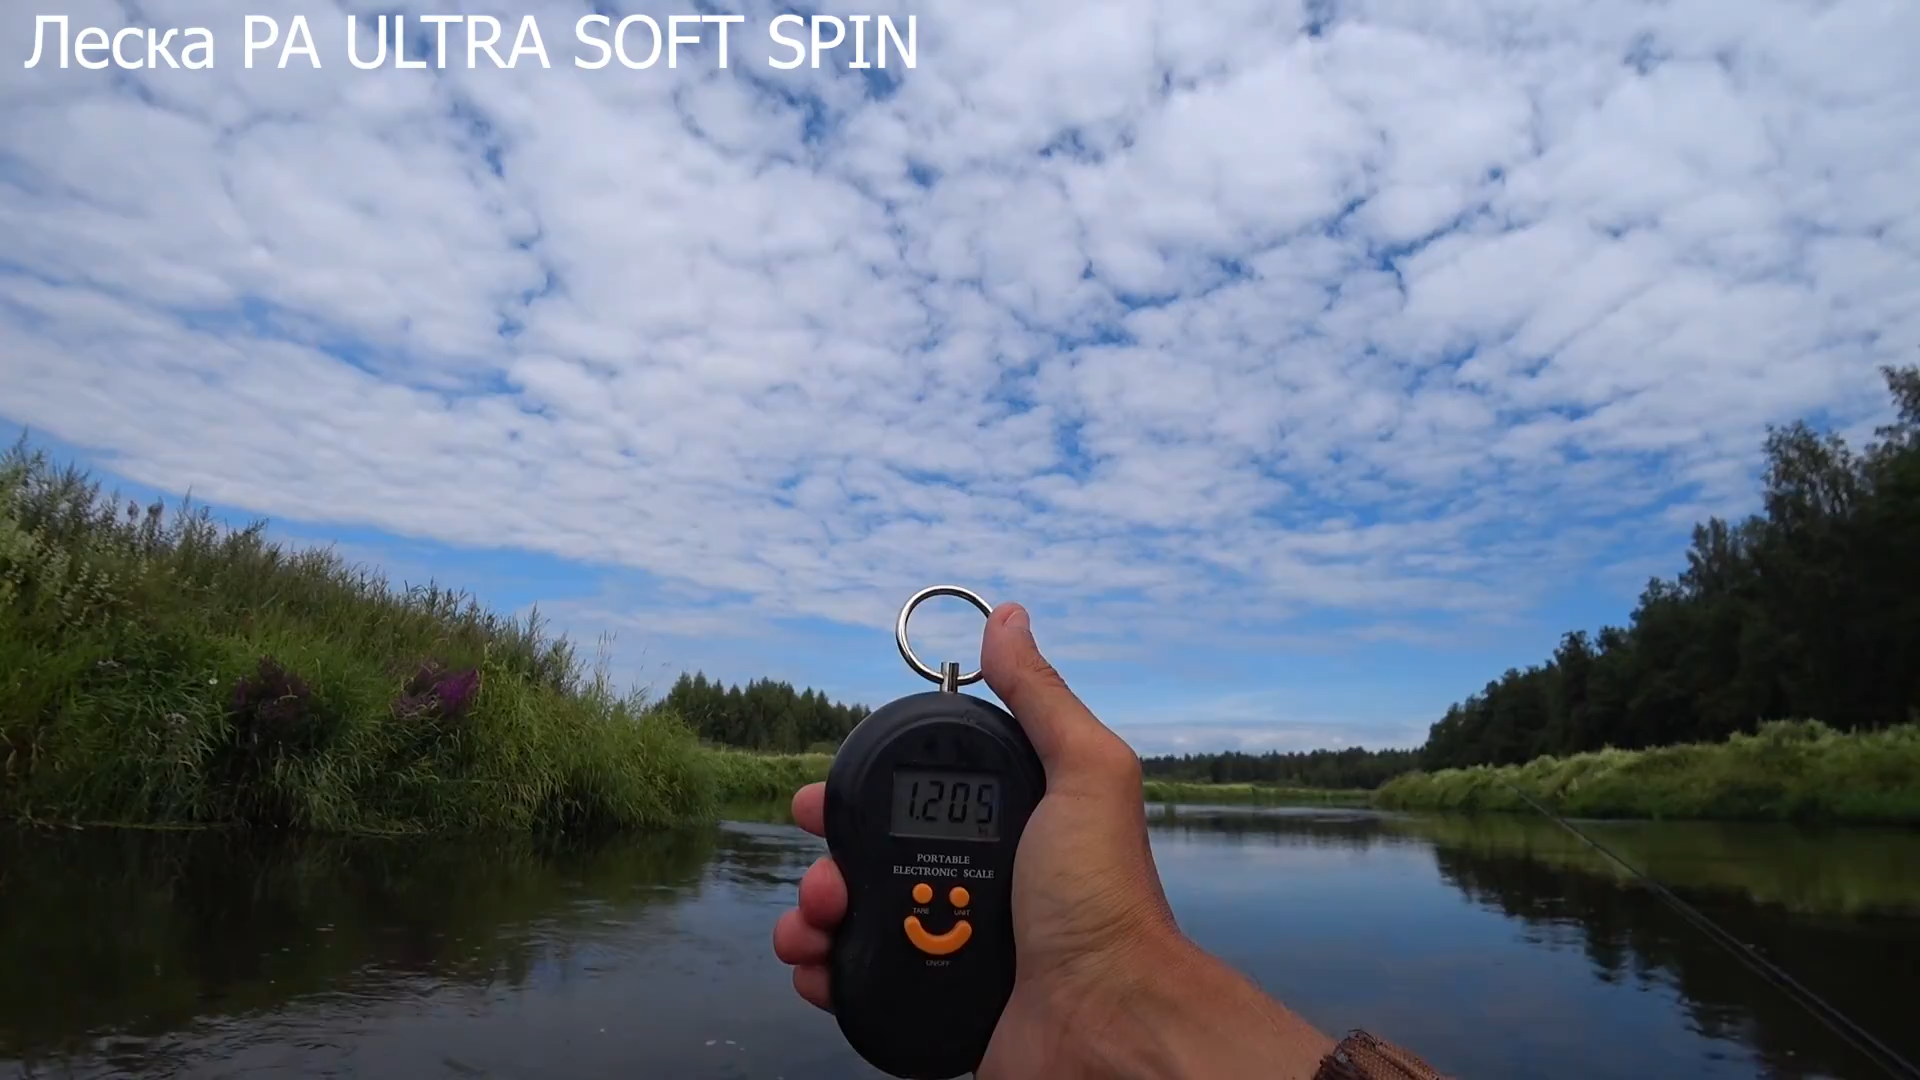 Леска PA ULTRA SOFT SPIN
1.205
PORTABLE
ELECTRONIC SCALE
TARE UNIT
ON/OFF